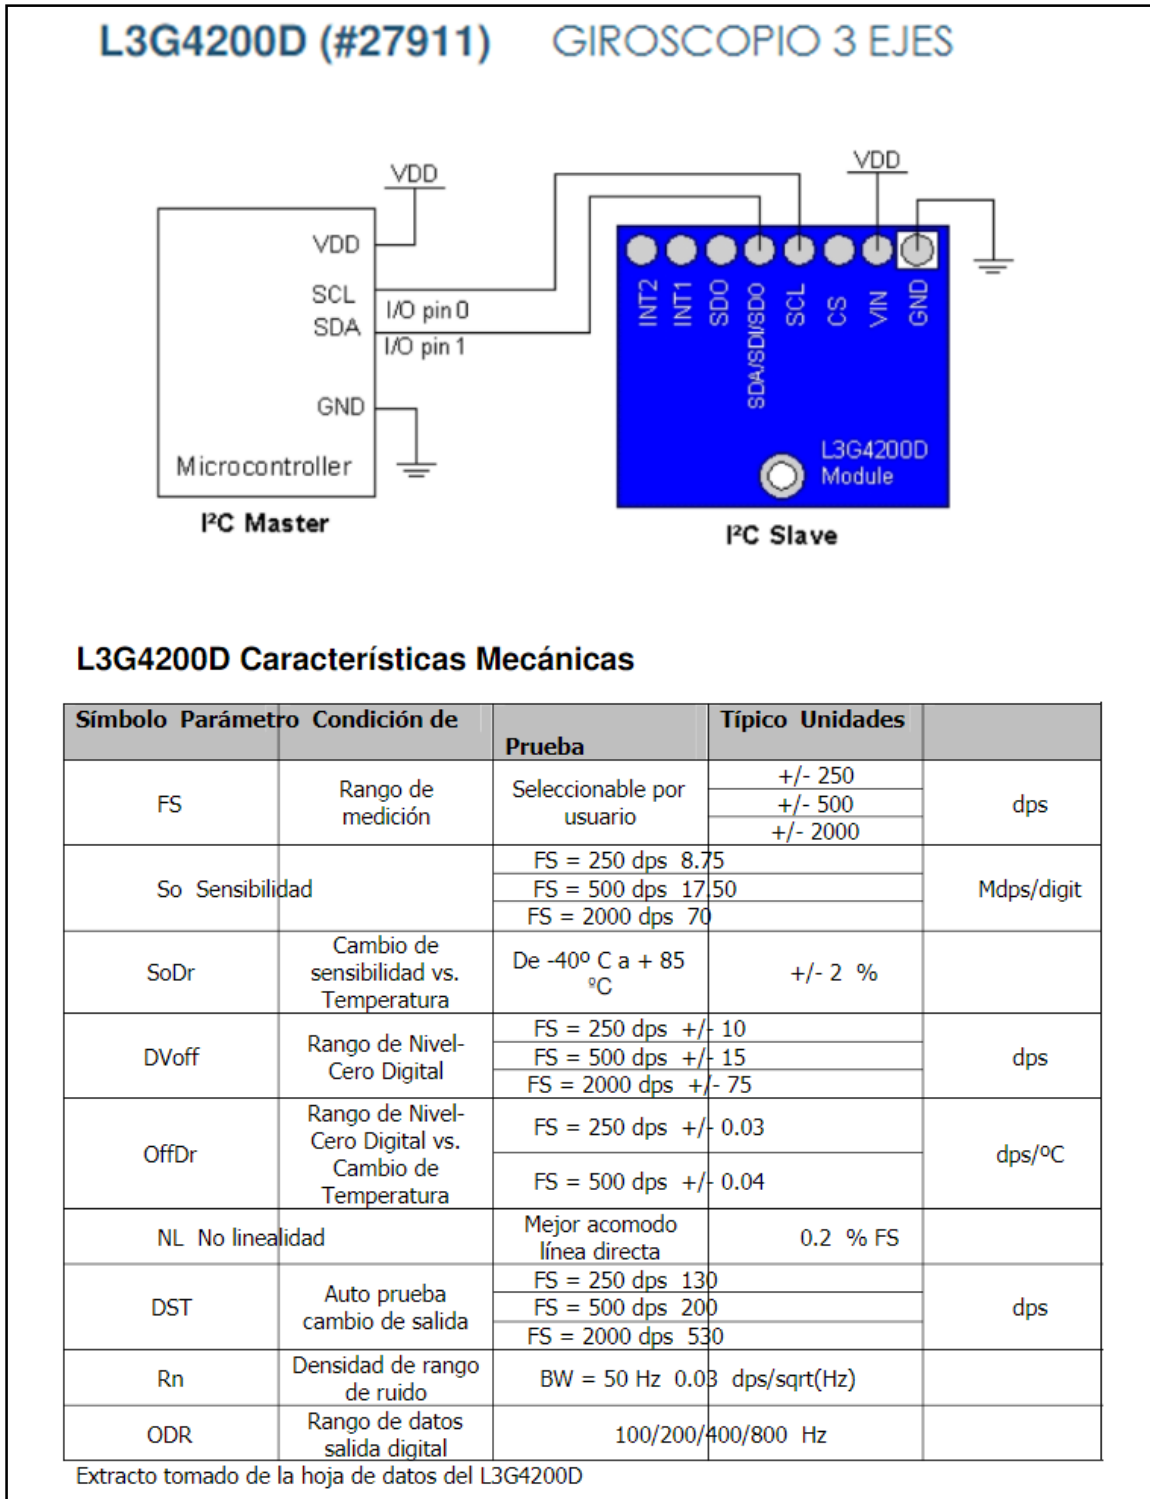 L3G4200D (#27911) GIROSCOPIO 3 EJES
VDD
VDD
VDD
SCL
I/O pin 0
SDA
I/O pin 1
GND
Microcontroller
I²C Master
INT2
INT1
SDO
SDA/SDI/SDO
SCL
CS
VIN
GND
L3G4200D
Module
I²C Slave
L3G4200D Características Mecánicas
Símbolo Parámetro Condición de
Prueba
Típico Unidades
FS
Rango de
medición
Seleccionable por
usuario
+/- 250
+/- 500
+/- 2000
dps
So Sensibilidad
FS = 250 dps 8.75
FS = 500 dps 17.50
FS = 2000 dps 70
Mdps/digit
SoDr
Cambio de
sensibilidad vs.
Temperatura
De -40º C a + 85
ºC
+/- 2 %
DVoff
Rango de Nivel-
Cero Digital
FS = 250 dps +/- 10
FS = 500 dps +/- 15
FS = 2000 dps +/- 75
dps
OffDr
Rango de Nivel-
Cero Digital vs.
Cambio de
Temperatura
FS = 250 dps +/- 0.03
FS = 500 dps +/- 0.04
dps/ºC
NL No linealidad
Mejor acomodo
línea directa
0.2 % FS
DST
Auto prueba
cambio de salida
FS = 250 dps 130
FS = 500 dps 200
FS = 2000 dps 530
dps
Rn
Densidad de rango
de ruido
BW = 50 Hz 0.03 dps/sqrt(Hz)
ODR
Rango de datos
salida digital
100/200/400/800 Hz
Extracto tomado de la hoja de datos del L3G4200D